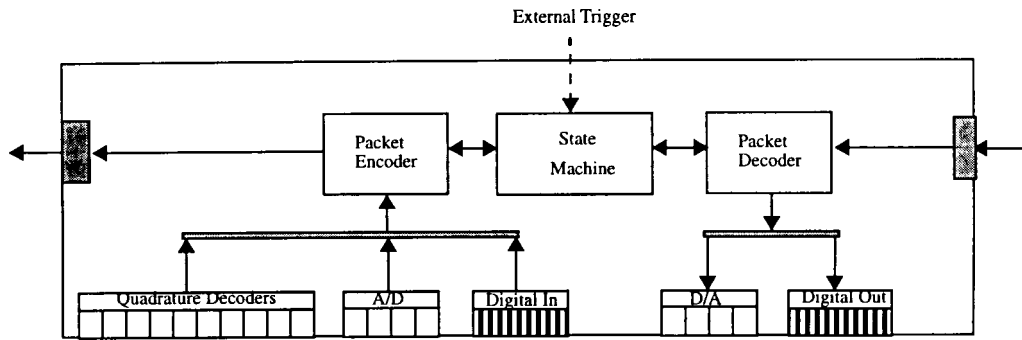 External Trigger
Packet
Encoder
State
Machine
Packet
Decoder
Quadrature Decoders
A/D
Digital In
D/A
Digital Out